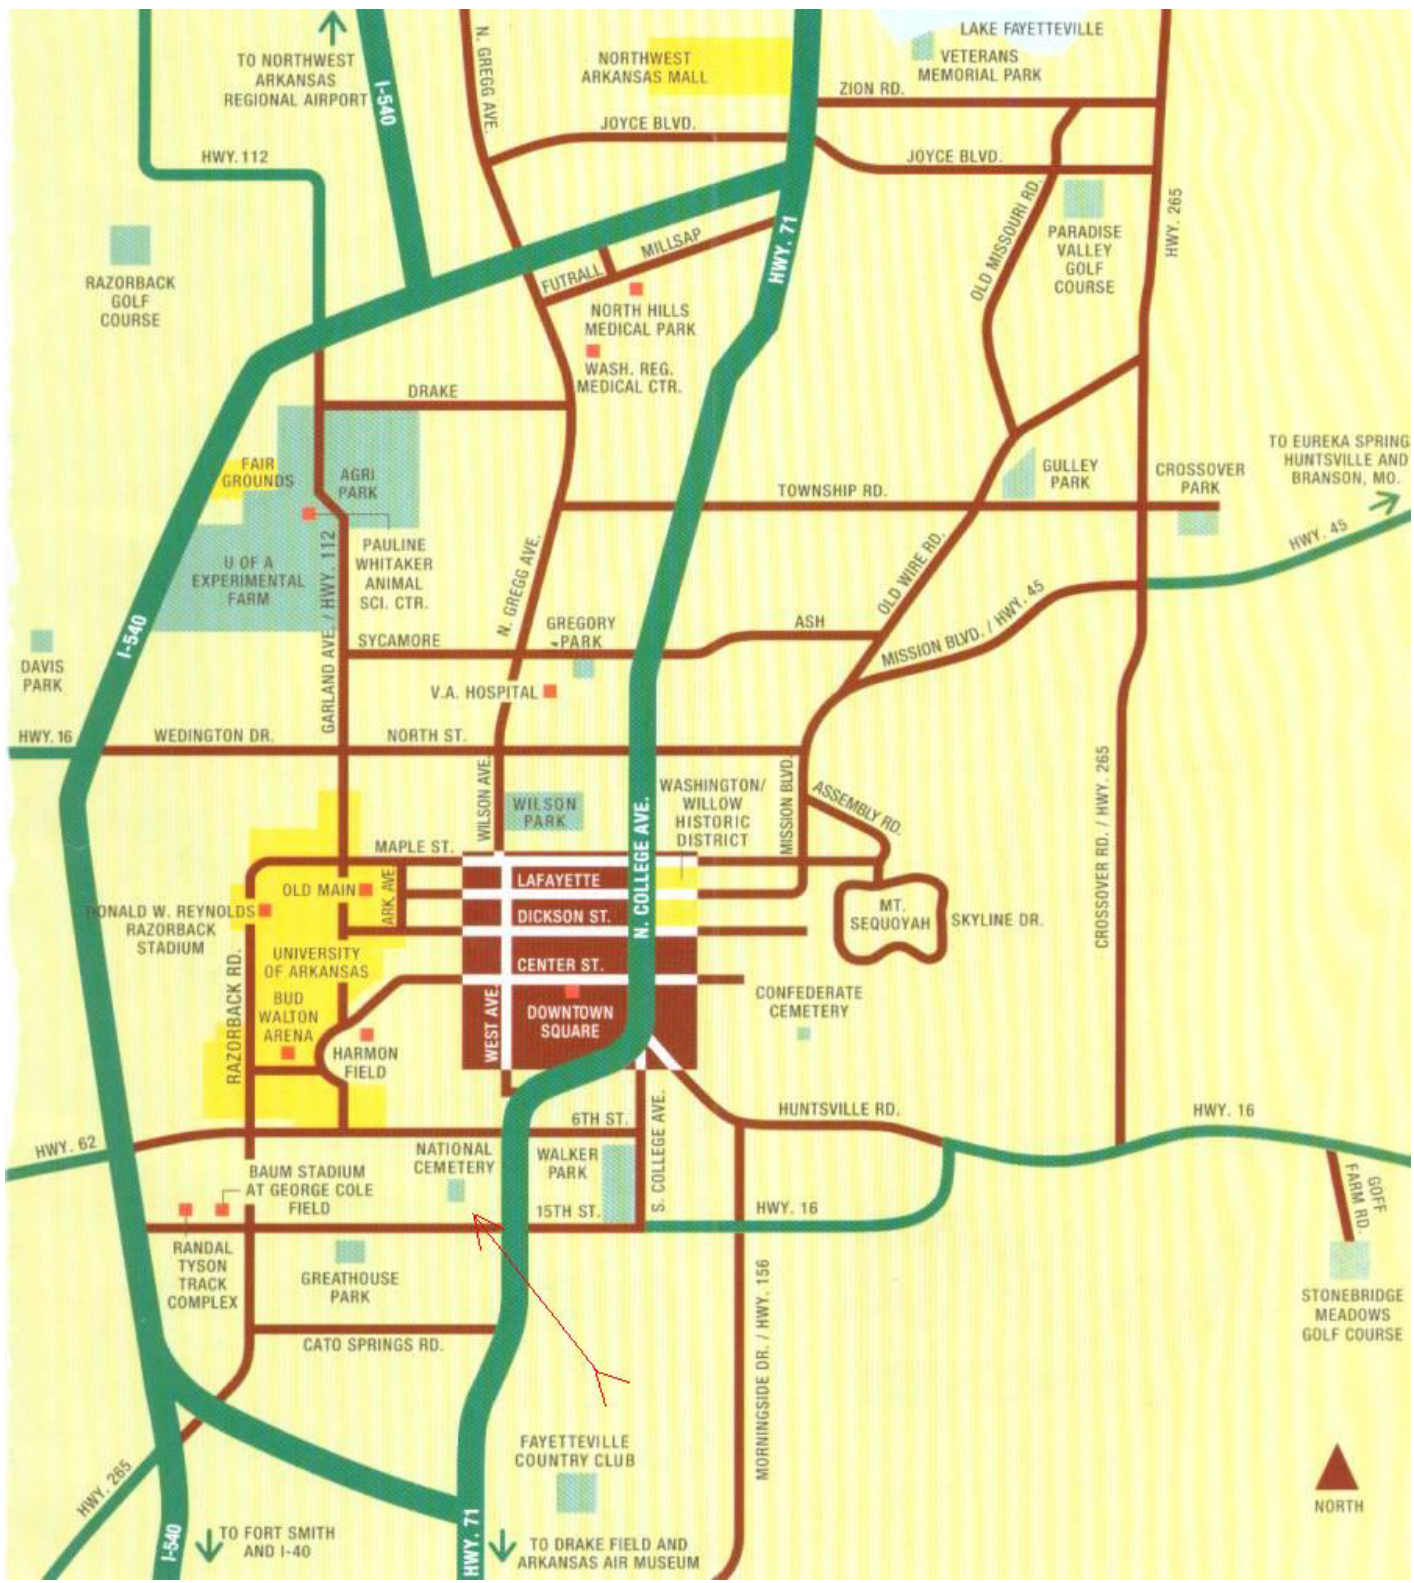 LAKE FAYETTEVILLE
N. GREGG AVE.
NORTHWEST
ARKANSAS MALL
VETERANS
MEMORIAL PARK
TO NORTHWEST
ARKANSAS
REGIONAL AIRPORT
I-540
ZION RD.
JOYCE BLVD.
JOYCE BLVD.
HWY. 112
OLD MISSOURI RD.
HWY. 265
HWY. 71
MILLSAP
FUTRALL
PARADISE
VALLEY
GOLF
COURSE
RAZORBACK
GOLF
COURSE
NORTH HILLS
MEDICAL PARK
WASH. REG.
MEDICAL CTR.
DRAKE
FAIR
GROUNDS
AGRI
PARK
GULLEY
PARK
CROSSOVER
PARK
TO EUREKA SPRING
HUNTSVILLE AND
BRANSON, MO.
TOWNSHIP RD.
HWY. 45
PAULINE
WHITAKER
ANIMAL
SCI. CTR.
U OF A
EXPERIMENTAL
FARM
GARLAND AVE. / HWY. 112
N. GREGG AVE.
OLD WIRE RD.
MISSION BLVD. / HWY. 45
I-540
SYCAMORE
GREGORY
PARK
ASH
DAVIS
PARK
V.A. HOSPITAL
HWY. 16
WEDINGTON DR.
NORTH ST.
WILSON AVE.
WILSON
PARK
N. COLLEGE AVE.
WASHINGTON/
WILLOW
HISTORIC
DISTRICT
MISSION BLVD.
ASSEMBLY RD.
CROSSOVER RD. / HWY. 265
MAPLE ST.
OLD MAIN
ARK. AVE
LAFAYETTE
DICKSON ST.
CENTER ST.
MT.
SEQUOYAH
SKYLINE DR.
DONALD W. REYNOLDS
RAZORBACK
STADIUM
UNIVERSITY
OF ARKANSAS
RAZORBACK RD.
BUD
WALTON
ARENA
HARMON
FIELD
WEST AVE.
DOWNTOWN
SQUARE
CONFEDERATE
CEMETERY
6TH ST.
HUNTSVILLE RD.
HWY. 16
HWY. 62
NATIONAL
CEMETERY
WALKER
PARK
S. COLLEGE AVE.
BAUM STADIUM
AT GEORGE COLE
FIELD
15TH ST.
HWY. 16
GOFF
FARM RD.
RANDAL
TYSON
TRACK
COMPLEX
GREATHOUSE
PARK
STONEBRIDGE
MEADOWS
GOLF COURSE
CATO SPRINGS RD.
MORNINGSIDE DR. / HWY. 156
FAYETTEVILLE
COUNTRY CLUB
HWY. 265
I-540
TO FORT SMITH
AND I-40
HWY. 71
TO DRAKE FIELD AND
ARKANSAS AIR MUSEUM
NORTH